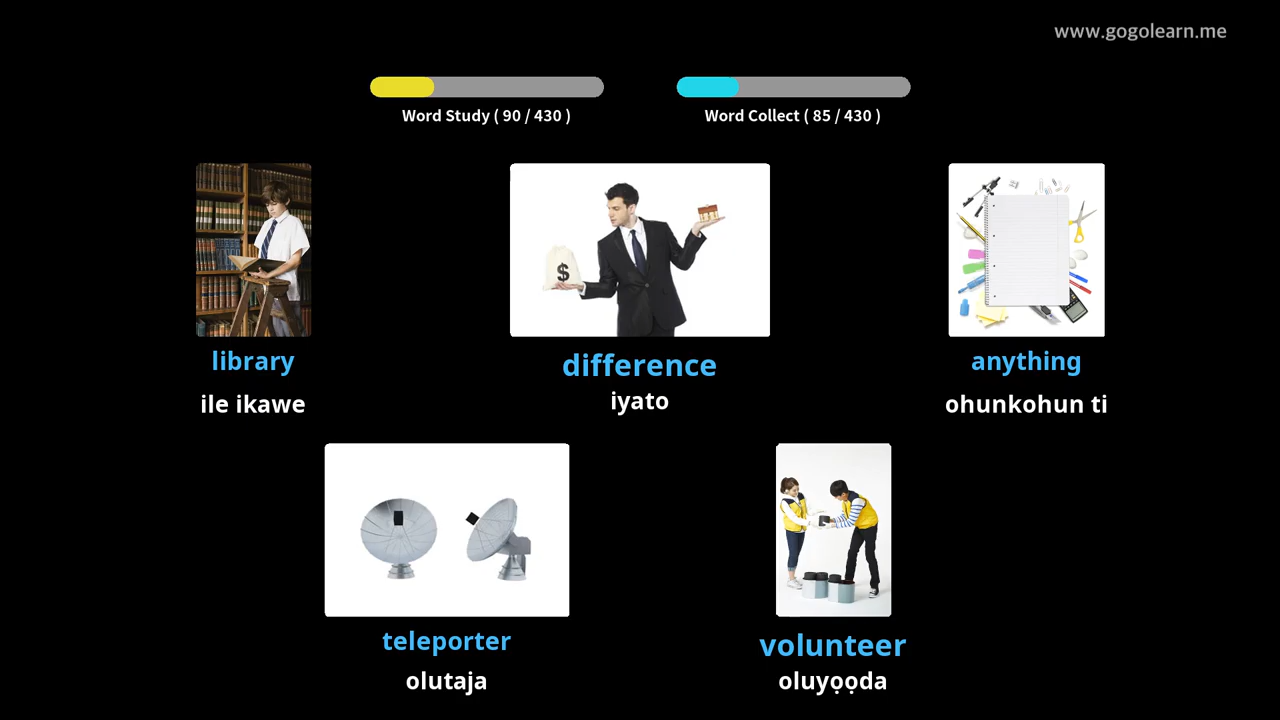 www.gogolearn.me
Word Study ( 90 / 430 )
Word Collect ( 85 / 430 )
$
library
difference
anything
ile ikawe
iyato
ohunkohun ti
teleporter
volunteer
olutaja
oluyọọda